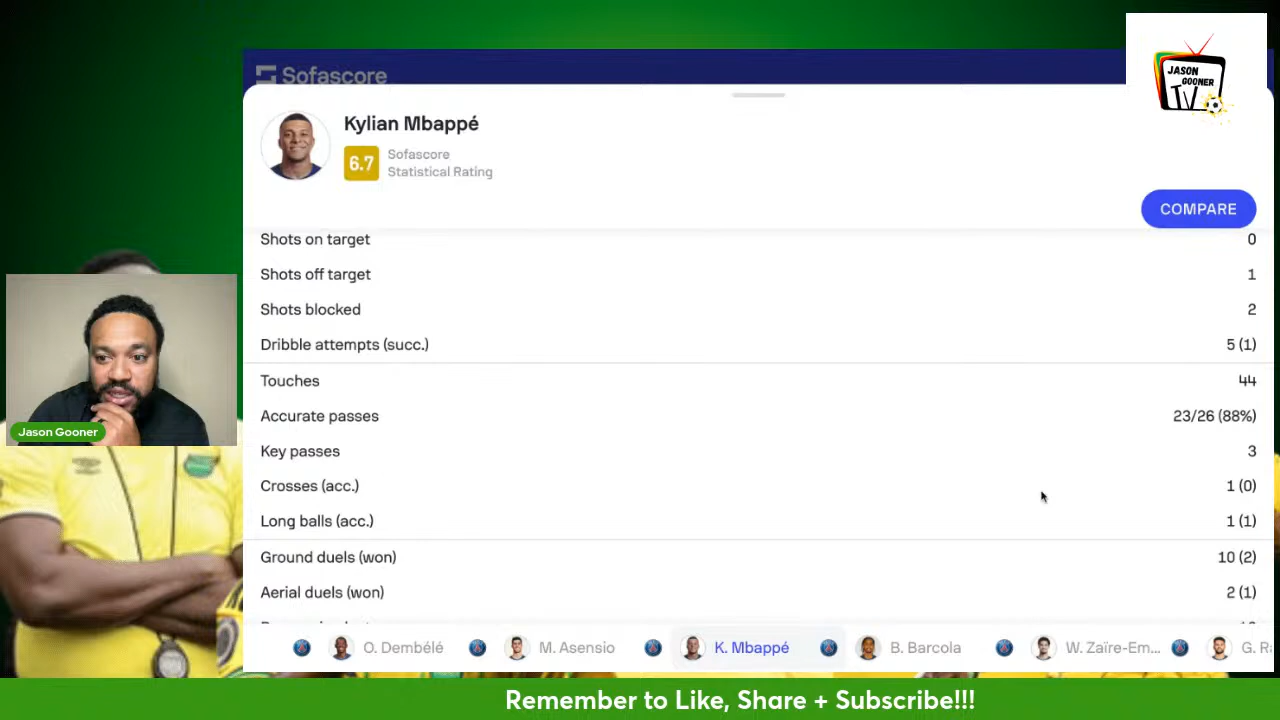 Sofascore
JASON
GOONER
TV
Kylian Mbappé
6.7
Sofascore
Statistical Rating
COMPARE
Shots on target 0
Shots off target 1
Shots blocked 2
Dribble attempts (succ.) 5 (1)
Touches 44
Accurate passes 23/26 (88%)
Key passes 3
Crosses (acc.) 1 (0)
Long balls (acc.) 1 (1)
Ground duels (won) 10 (2)
Aerial duels (won) 2 (1)
Jason Gooner
O. Dembélé M. Asensio K. Mbappé B. Barcola W. Zaïre-Em... G. R
Remember to Like, Share + Subscribe!!!